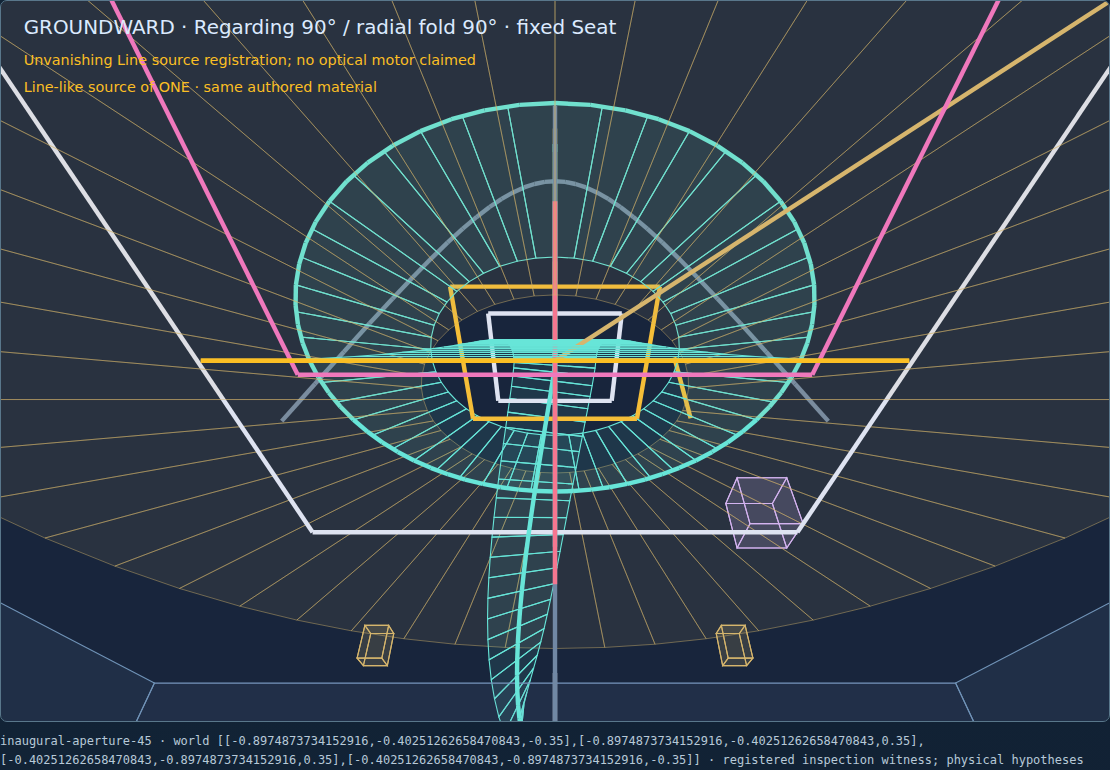 GROUNDWARD · Regarding 90° / radial fold 90° · fixed Seat
Unvanishing Line source registration; no optical motor claimed
Line-like source of ONE · same authored material
inaugural-aperture-45 · world [[-0.8974873734152916,-0.40251262658470843,-0.35],[-0.8974873734152916,-0.40251262658470843,0.35],
[-0.40251262658470843,-0.8974873734152916,0.35],[-0.40251262658470843,-0.8974873734152916,-0.35]] · registered inspection witness; physical hypotheses